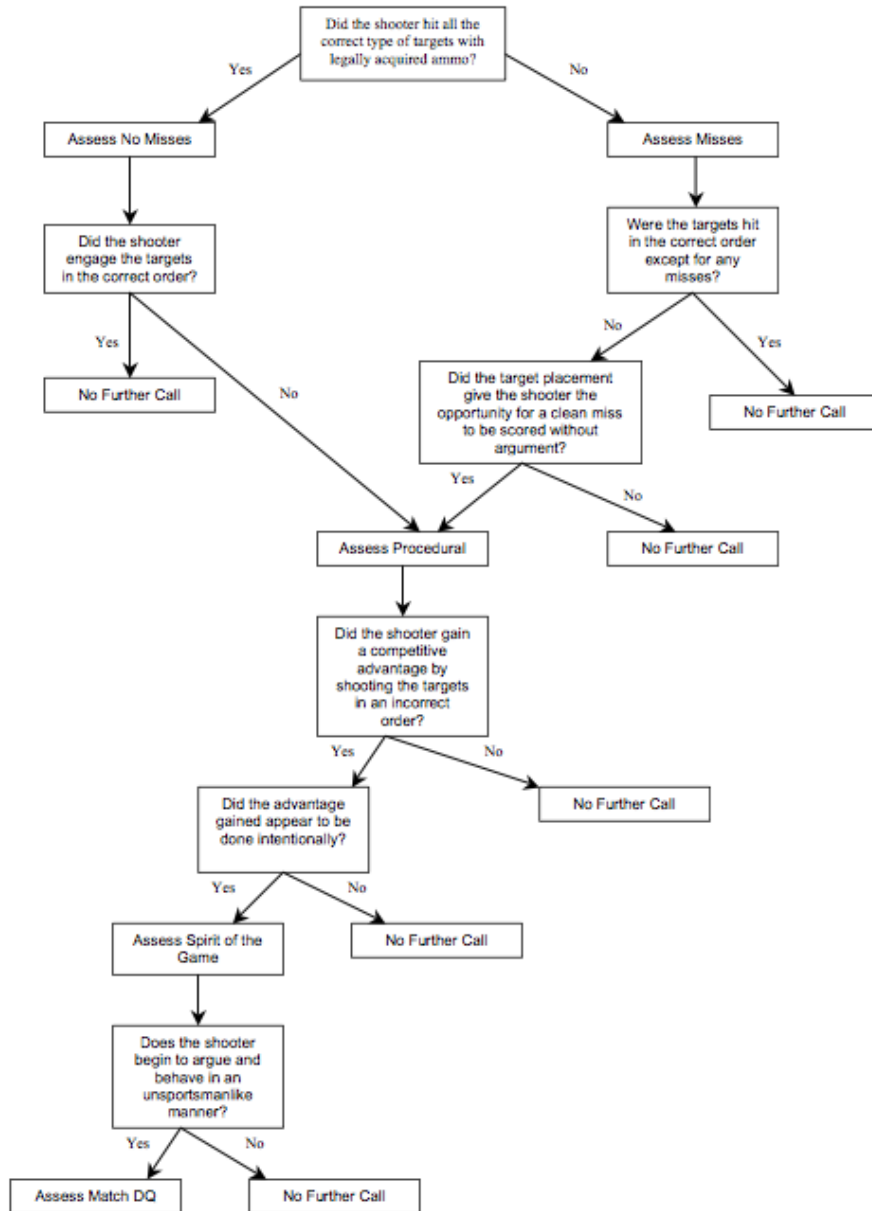 Did the shooter hit all the
correct type of targets with
legally acquired ammo?
Yes
No
Assess No Misses
Assess Misses
Did the shooter
engage the targets
in the correct order?
Were the targets hit
in the correct order
except for any
misses?
Yes
No
No
Yes
No Further Call
Did the target placement
give the shooter the
opportunity for a clean miss
to be scored without
argument?
No Further Call
Yes
No
Assess Procedural
No Further Call
Did the shooter gain
a competitive
advantage by
shooting the targets
in an incorrect
order?
Yes
No
Did the advantage
gained appear to be
done intentionally?
No Further Call
Yes
No
Assess Spirit of the
Game
No Further Call
Does the shooter
begin to argue and
behave in an
unsportsmanlike
manner?
Yes
No
Assess Match DQ
No Further Call